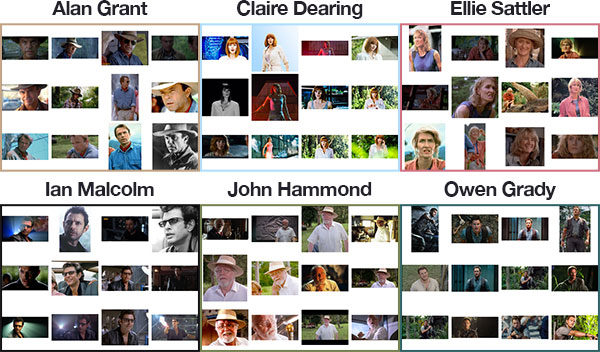 Alan Grant
Claire Dearing
Ellie Sattler
Ian Malcolm
John Hammond
Owen Grady